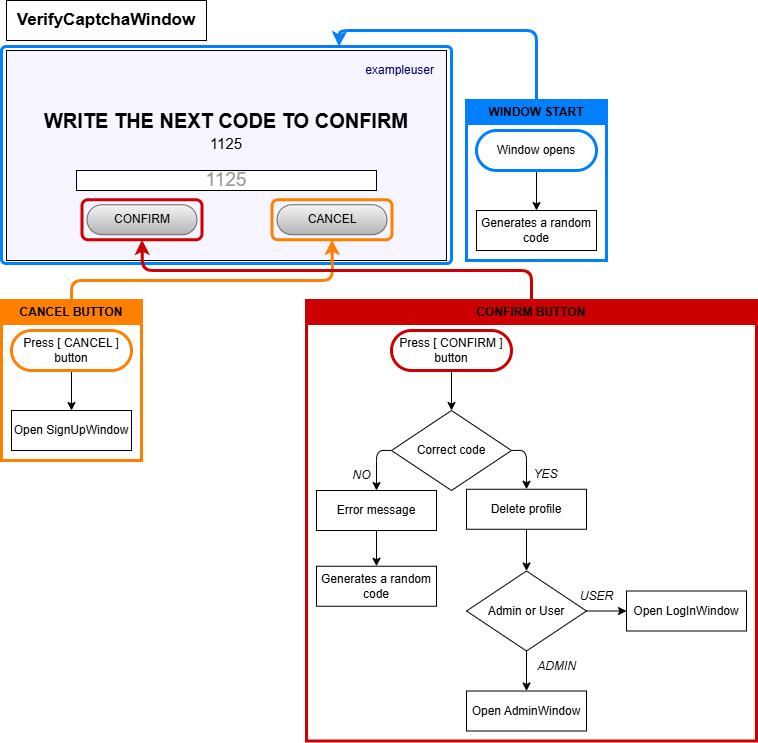 VerifyCaptchaWindow
exampleuser
WRITE THE NEXT CODE TO CONFIRM
1125
1125
CONFIRM
CANCEL
WINDOW START
Window opens
Generates a random
code
CANCEL BUTTON
Press [ CANCEL ]
button
Open SignUpWindow
CONFIRM BUTTON
Press [ CONFIRM ]
button
Correct code
NO
YES
Error message
Delete profile
Generates a random
code
Admin or User
USER
Open LogInWindow
ADMIN
Open AdminWindow